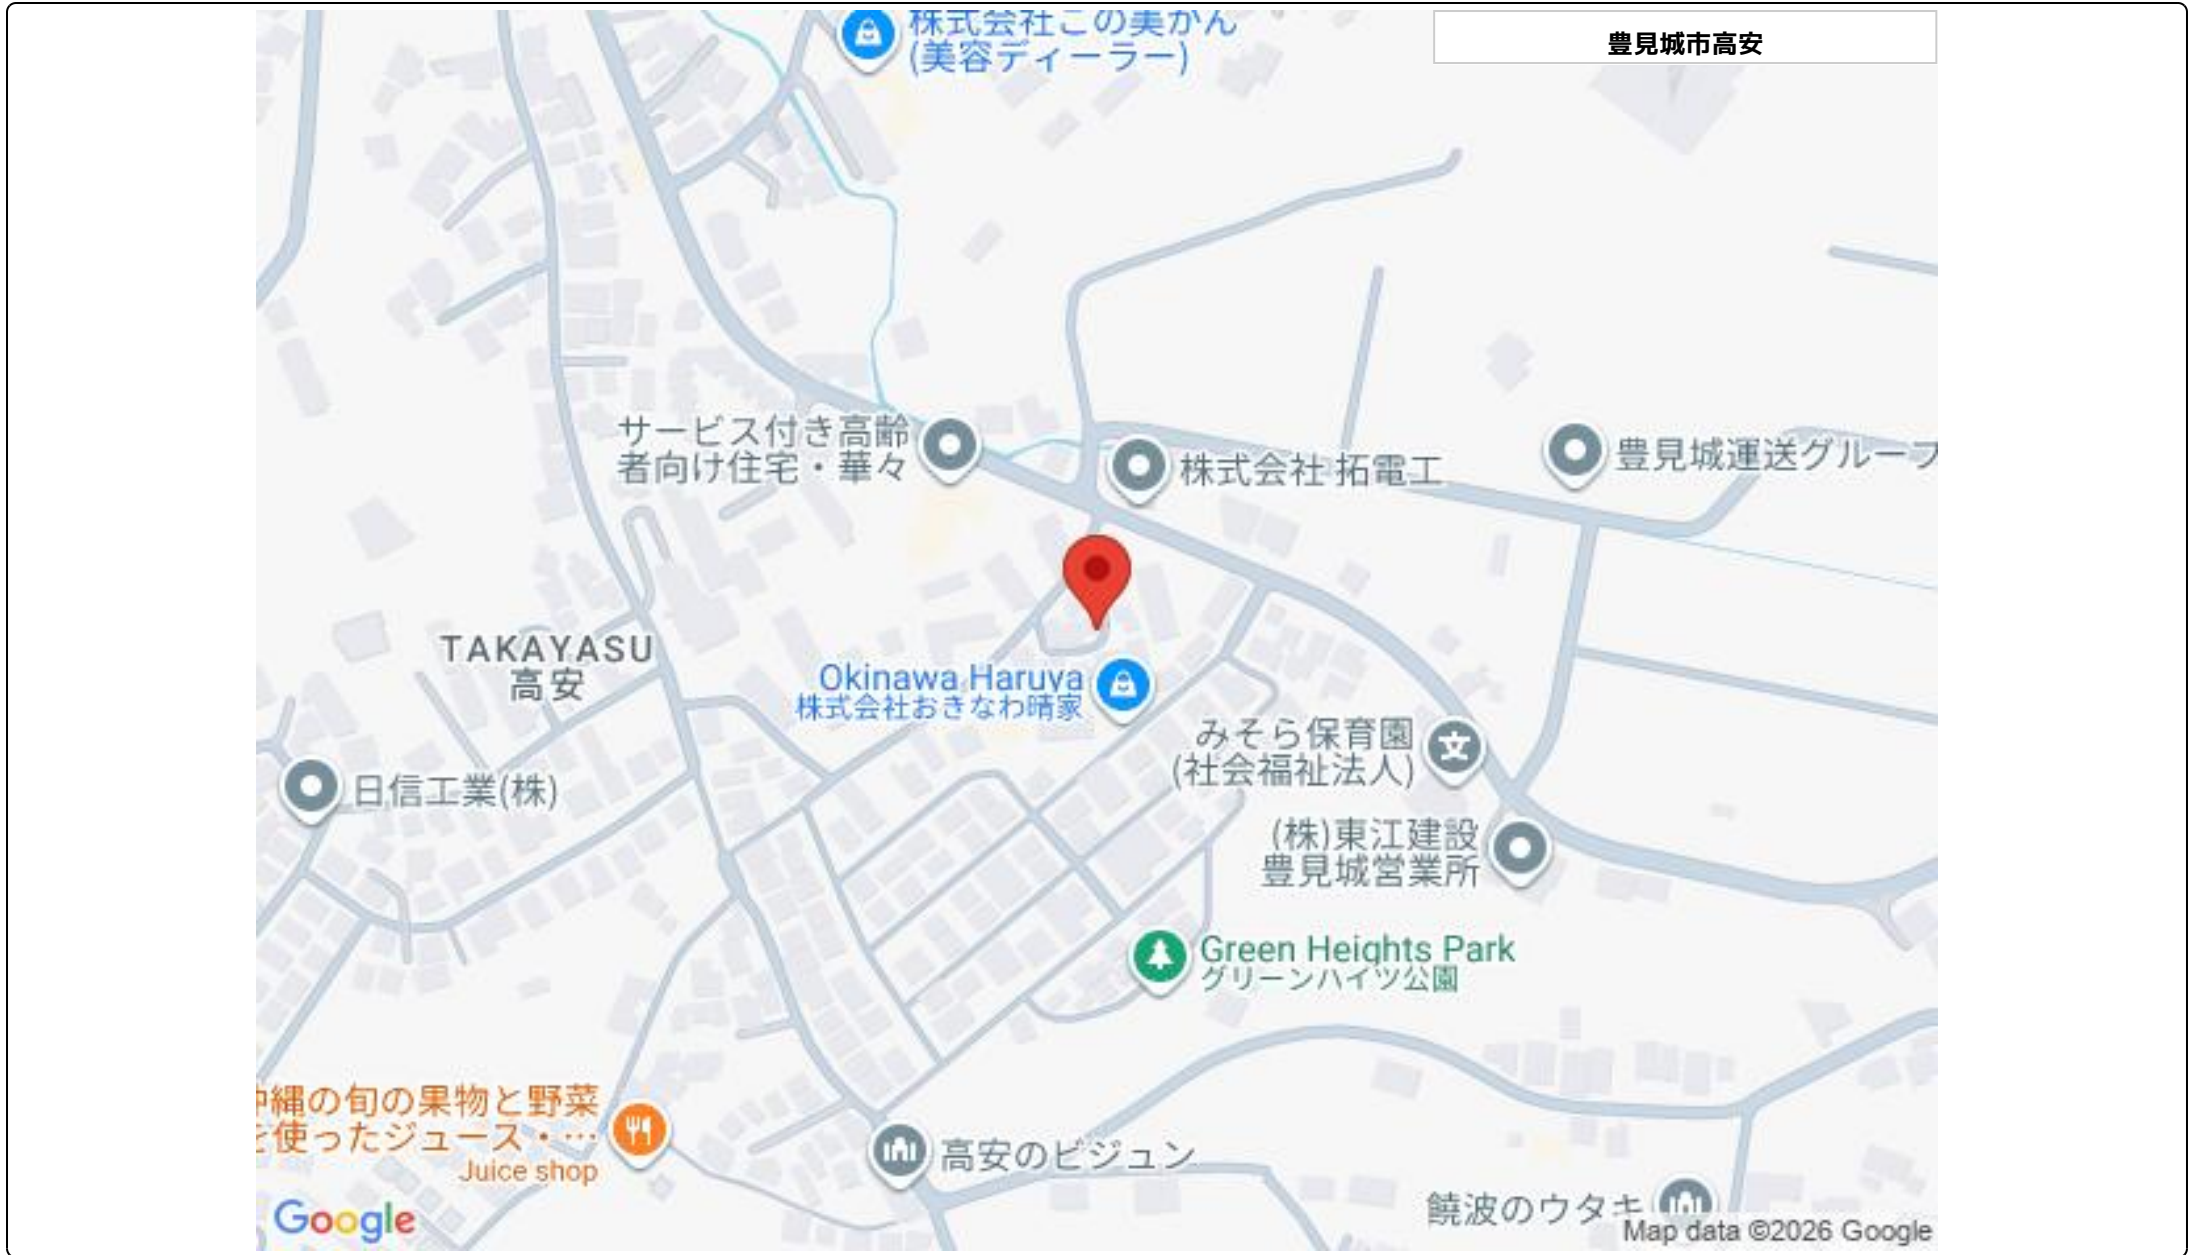 株式会社この美かん
(美容ディーラー)
豊見城市高安
サービス付き高齢
者向け住宅・華々
株式会社 拓電工
豊見城運送グループ
TAKAYASU
高安
Okinawa Haruya
株式会社おきなわ晴家
みそら保育園
(社会福祉法人)
日信工業(株)
(株)東江建設
豊見城営業所
Green Heights Park
グリーンハイツ公園
沖縄の旬の果物と野菜
を使ったジュース・…
Juice shop
高安のビジュン
饒波のウタキ
Google
Map data ©2026 Google